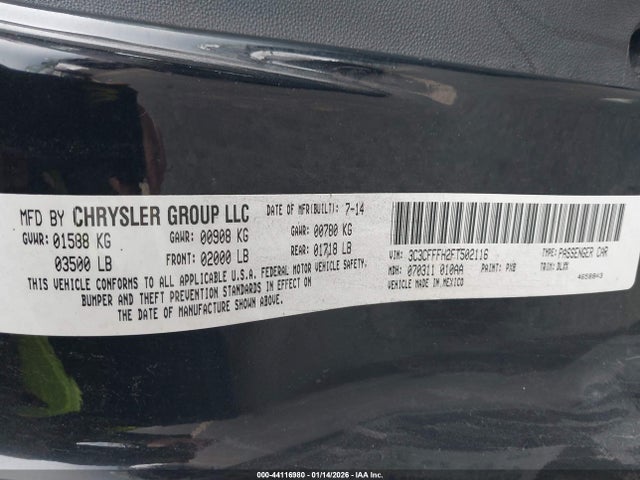 MFD BY CHRYSLER GROUP LLC DATE OF MFR(BUILT): 7-14
GVWR: 01588 KG GAWR: 00908 KG GAWR: 00780 KG
03500 LB FRONT: 02000 LB REAR: 01718 LB
THIS VEHICLE CONFORMS TO ALL APPLICABLE U.S.A. FEDERAL MOTOR VEHICLE SAFETY,
BUMPER AND THEFT PREVENTION STANDARDS IN EFFECT ON
THE DATE OF MANUFACTURE SHOWN ABOVE.
VIN: 3C3CFFFH2FT502116 TYPE: PASSENGER CAR
MDH: 070311 010AA PAINT: PXB TRIM:
VEHICLE MADE IN MEXICO 4658843
000-44116980 - 01/14/2026 - IAA Inc.